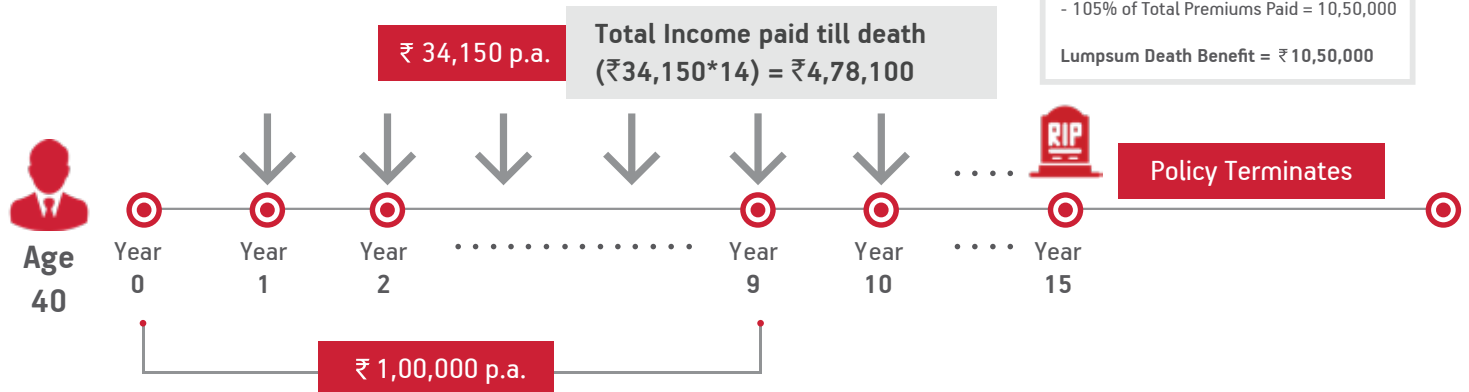 - 105% of Total Premiums Paid = 10,50,000
Lumpsum Death Benefit = ₹10,50,000
₹ 34,150 p.a.
Total Income paid till death
(₹34,150*14) = ₹4,78,100
RIP
Policy Terminates
Age
40
Year
0
Year
1
Year
2
Year
9
Year
10
Year
15
₹ 1,00,000 p.a.